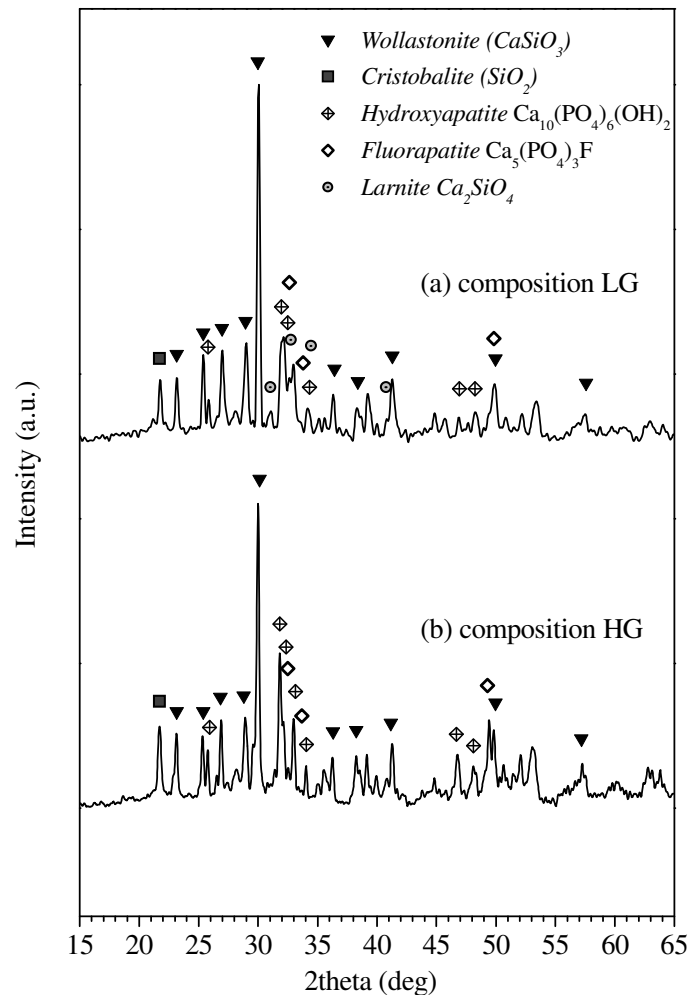 Wollastonite (CaSiO₃)
Cristobalite (SiO₂)
Hydroxyapatite Ca₁₀(PO₄)₆(OH)₂
Fluorapatite Ca₅(PO₄)₃F
Larnite Ca₂SiO₄
(a) composition LG
(b) composition HG
Intensity (a.u.)
15 20 25 30 35 40 45 50 55 60 65
2theta (deg)